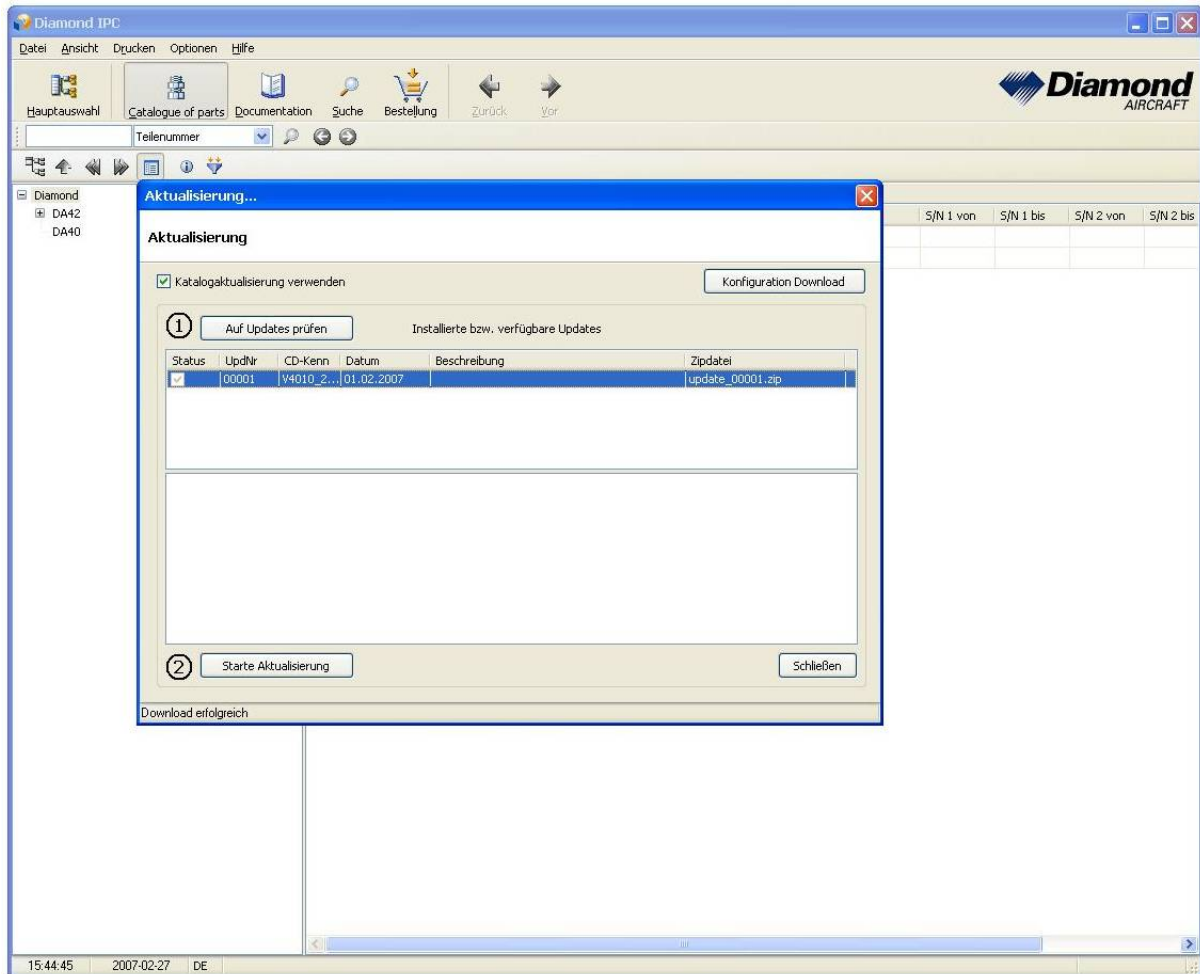 Diamond IPC
Datei Ansicht Drucken Optionen Hilfe
Hauptauswahl Catalogue of parts Documentation Suche Bestellung Zurück Vor
Diamond
AIRCRAFT
Teilenummer
Diamond
DA42
DA40
S/N 1 von S/N 1 bis S/N 2 von S/N 2 bis
Aktualisierung...
Aktualisierung
Katalogaktualisierung verwenden Konfiguration Download
1 Auf Updates prüfen Installierte bzw. verfügbare Updates
Status UpdNr CD-Kenn Datum Beschreibung Zipdatei
00001 V4010_2... 01.02.2007 update_00001.zip
2 Starte Aktualisierung Schließen
Download erfolgreich
15:44:45 2007-02-27 DE